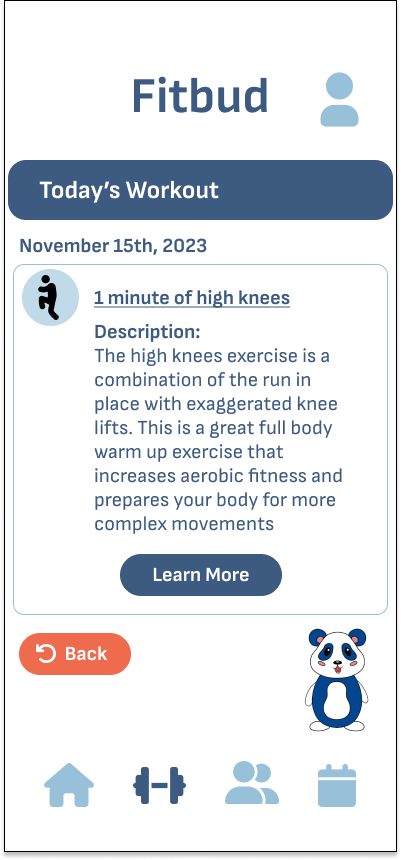 Fitbud
Today’s Workout
November 15th, 2023
1 minute of high knees
Description:
The high knees exercise is a
combination of the run in
place with exaggerated knee
lifts. This is a great full body
warm up exercise that
increases aerobic fitness and
prepares your body for more
complex movements
Learn More
Back